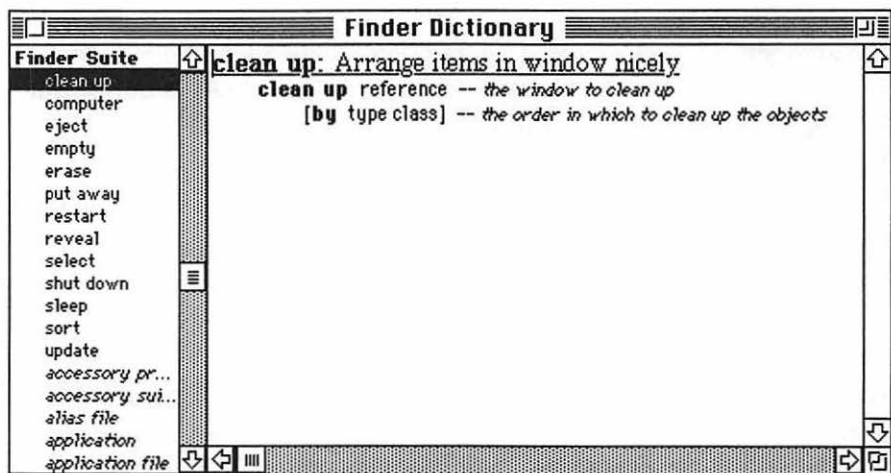 Finder Dictionary
Finder Suite
clean up
computer
eject
empty
erase
put away
restart
reveal
select
shut down
sleep
sort
update
accessory pr...
accessory sui...
alias file
application
application file
clean up: Arrange items in window nicely
clean up reference -- the window to clean up
[by type class] -- the order in which to clean up the objects